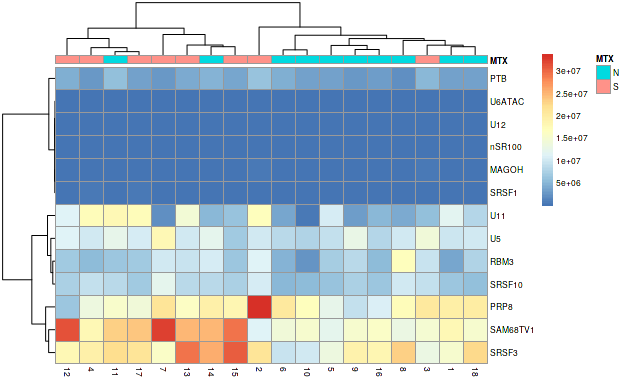 MTX
MTX
N
S
3e+07
2.5e+07
2e+07
1.5e+07
1e+07
5e+06
PTB
U6ATAC
U12
nSR100
MAGOH
SRSF1
U11
U5
RBM3
SRSF10
PRP8
SAM68TV1
SRSF3
12 4 11 17 7 13 14 15 2 6 10 5 9 16 8 3 1 18